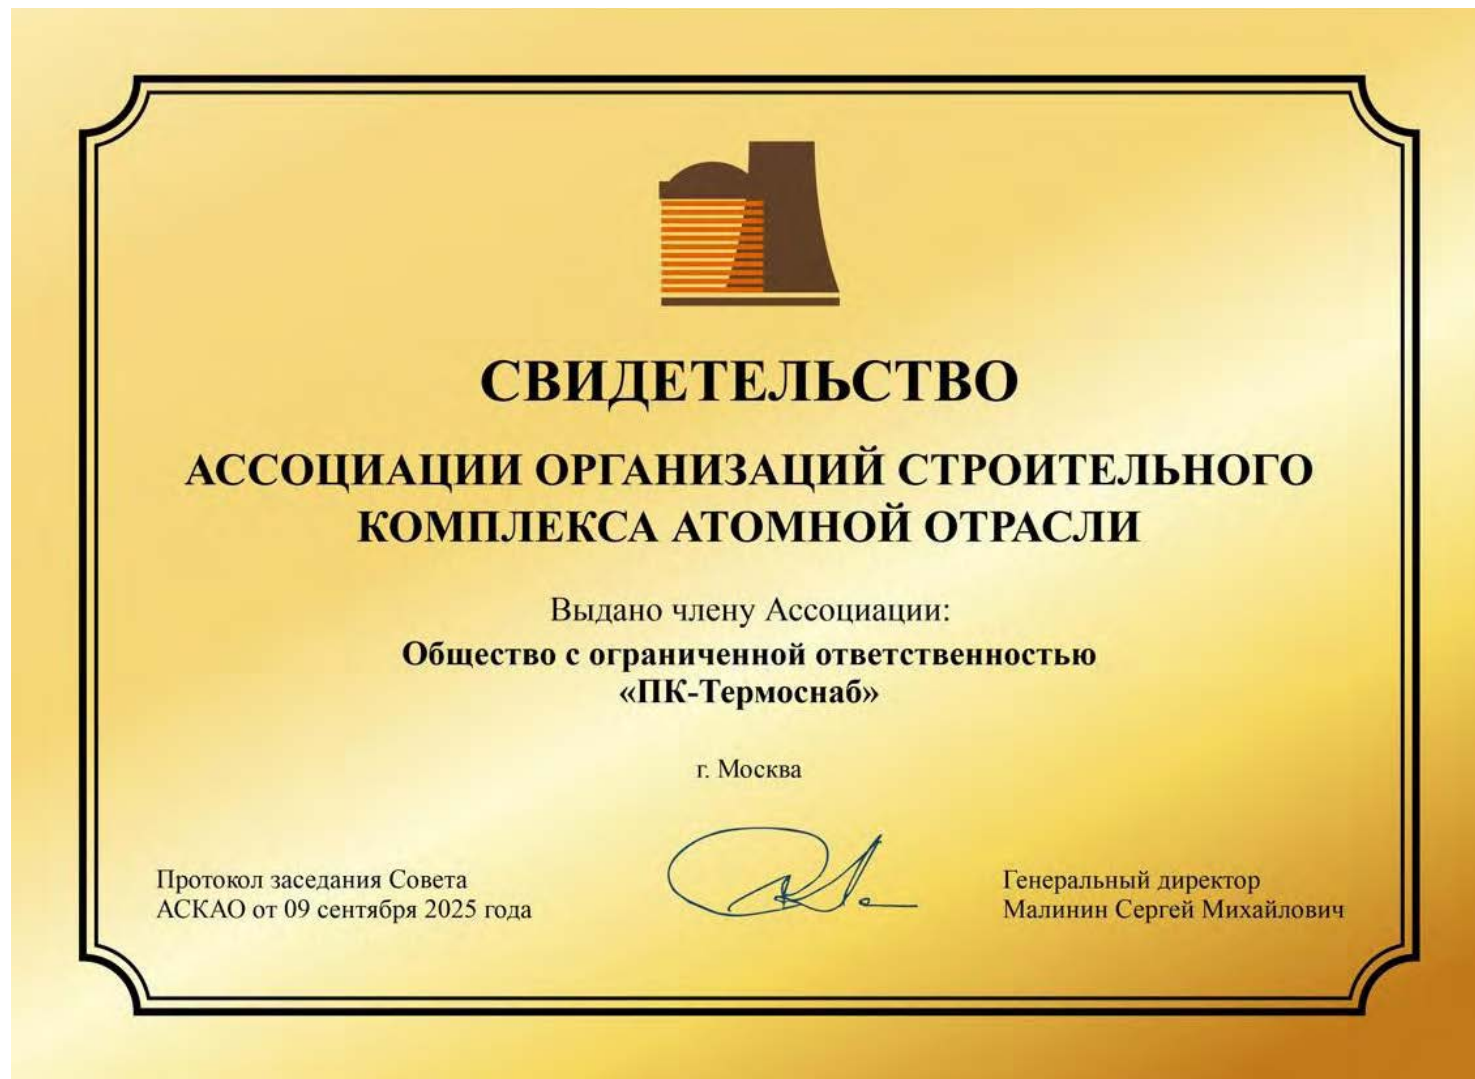 СВИДЕТЕЛЬСТВО
АССОЦИАЦИИ ОРГАНИЗАЦИЙ СТРОИТЕЛЬНОГО
КОМПЛЕКСА АТОМНОЙ ОТРАСЛИ
Выдано члену Ассоциации:
Общество с ограниченной ответственностью
«ПК-Термоснаб»
г. Москва
Протокол заседания Совета
АСКАО от 09 сентября 2025 года
Генеральный директор
Малинин Сергей Михайлович